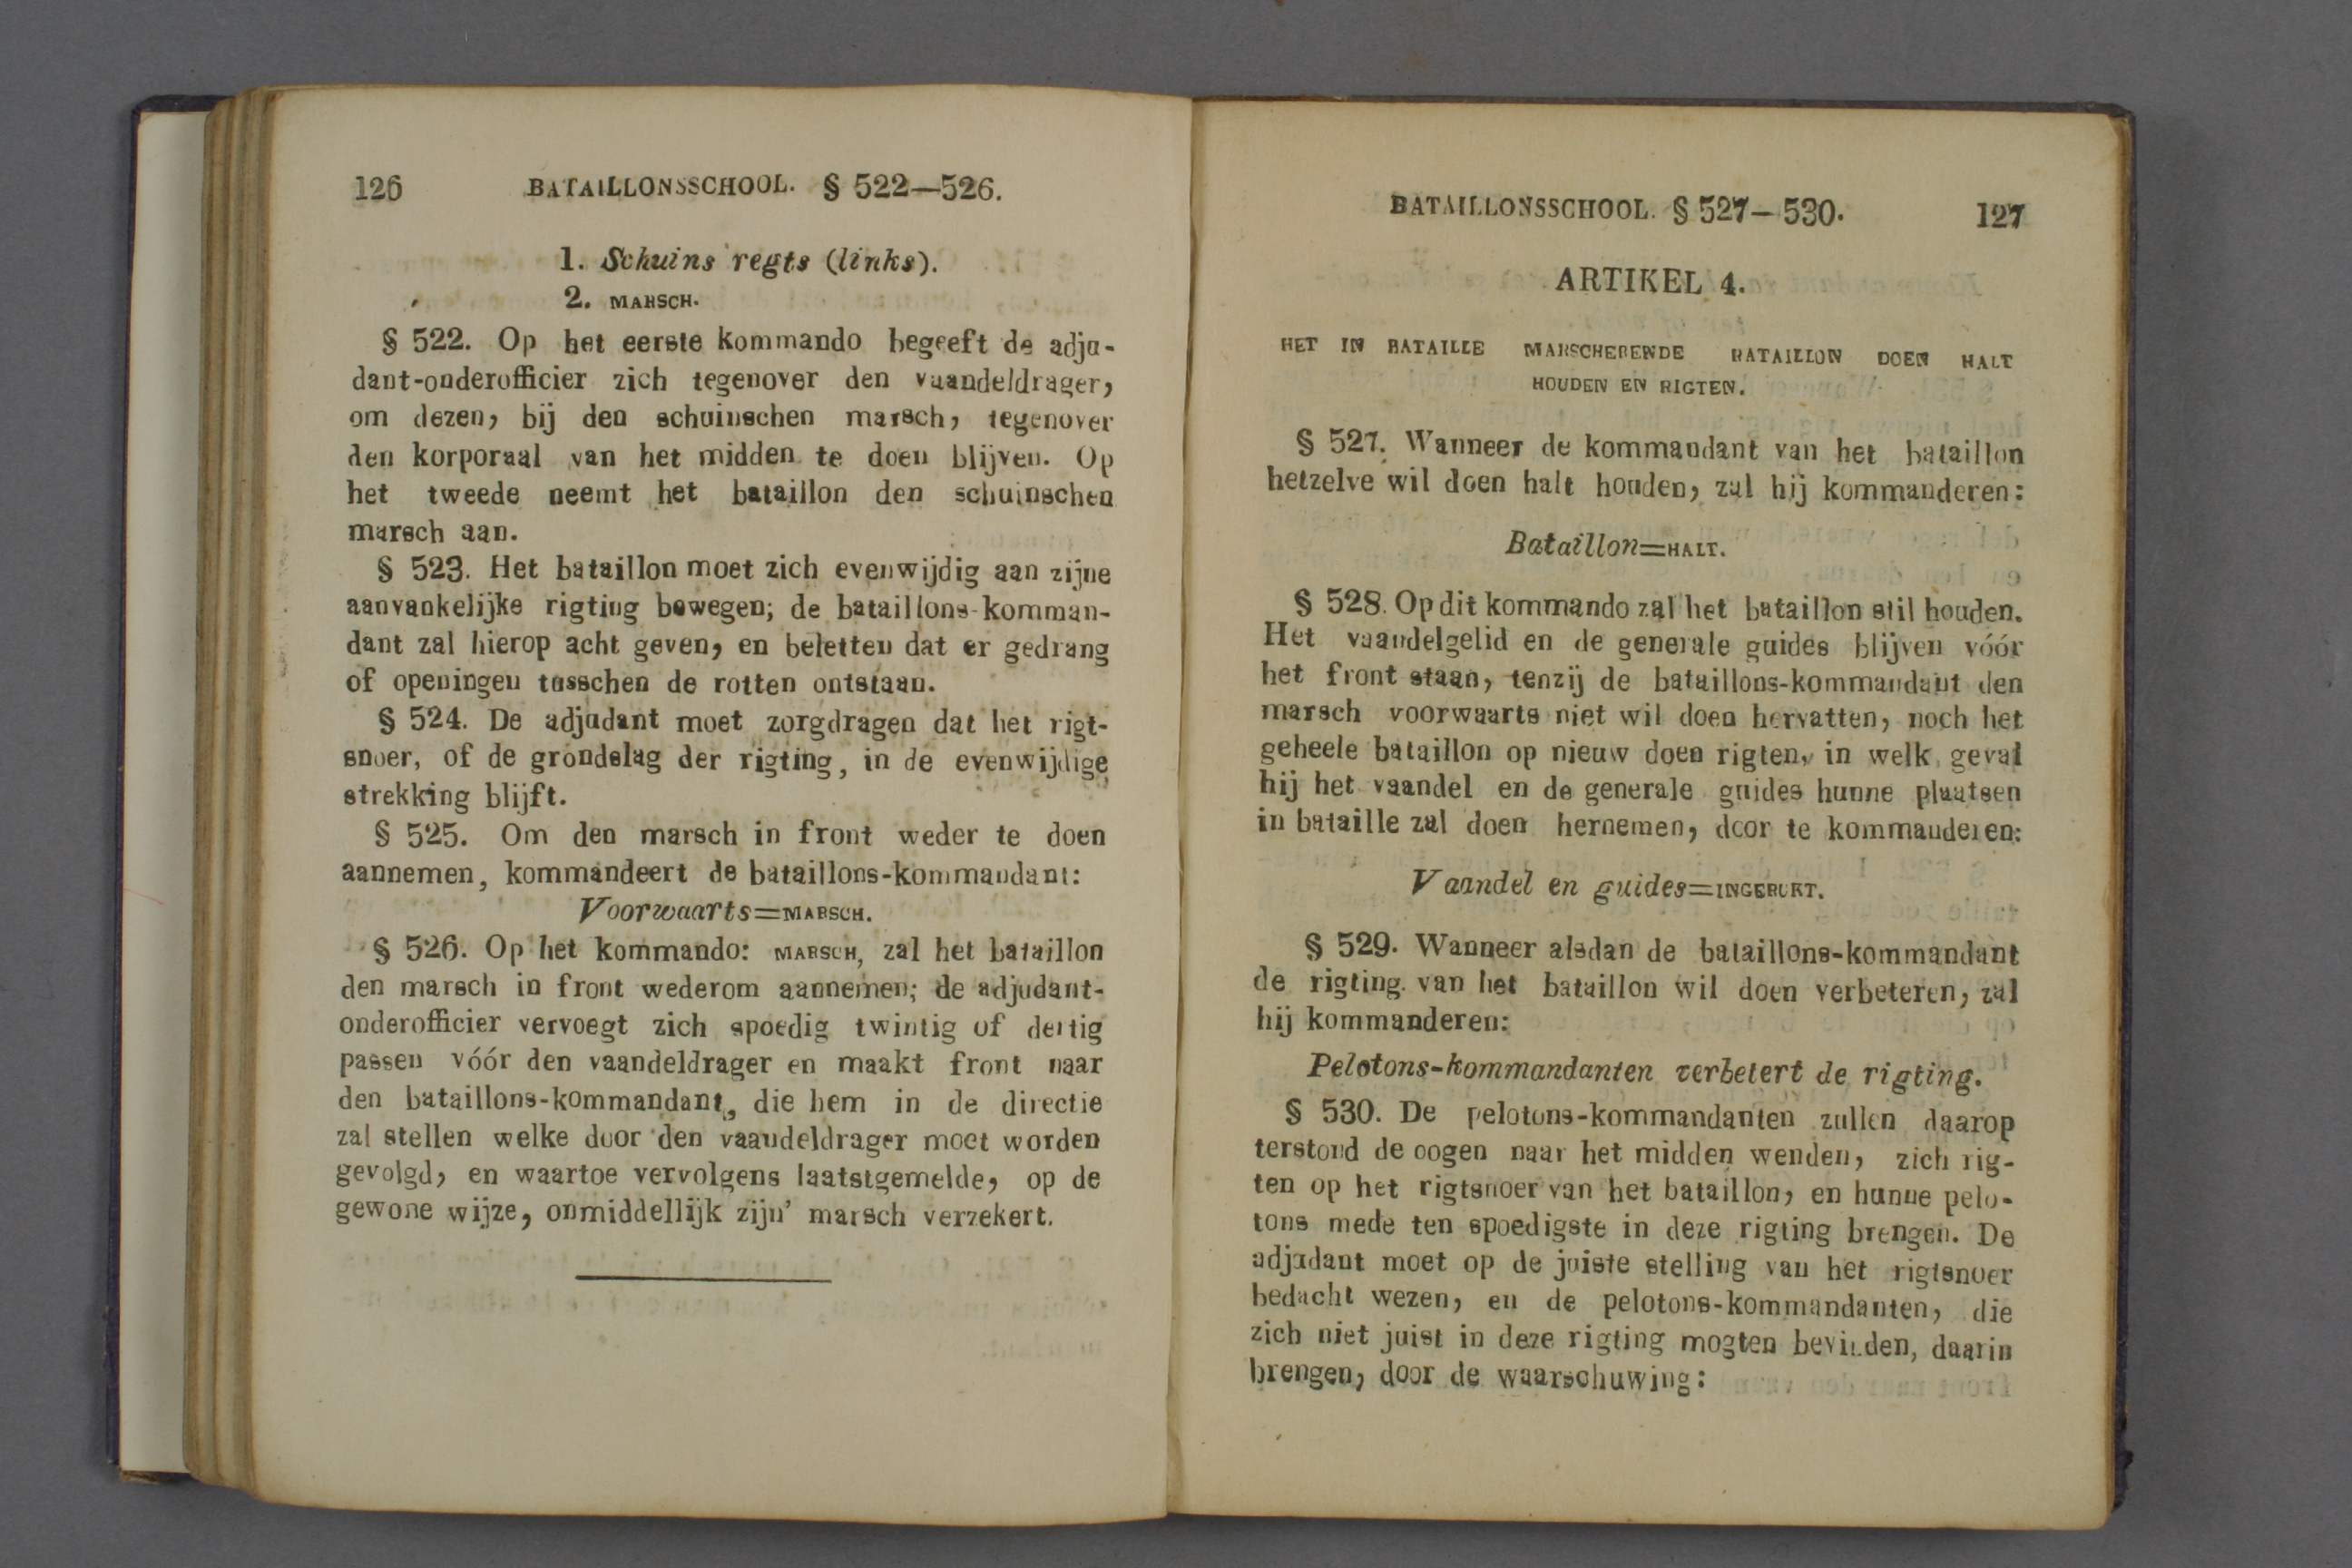 126 BATAILLONSSCHOOL. § 522—526.
1. Schuins regts (links).
2. MARSCH.
§ 522. Op het eerste kommando begeeft de adju-
dant-onderofficier zich tegenover den vaandeldrager,
om dezen, bij den schuinschen marsch, tegenover
den korporaal van het midden te doen blijven. Op
het tweede neemt het bataillon den schuinschen
marsch aan.
§ 523. Het bataillon moet zich evenwijdig aan zijne
aanvankelijke rigting bewegen; de bataillons-komman-
dant zal hierop acht geven, en beletten dat er gedrang
of openingen tusschen de rotten ontstaan.
§ 524. De adjudant moet zorgdragen dat het rigt-
snoer, of de grondslag der rigting, in de evenwijdige
strekking blijft.
§ 525. Om den marsch in front weder te doen
aannemen, kommandeert de bataillons-kommandant:
Voorwaarts=MARSCH.
§ 526. Op het kommando: MARSCH, zal het bataillon
den marsch in front wederom aannemen; de adjudant-
onderofficier vervoegt zich spoedig twintig of dertig
passen vóór den vaandeldrager en maakt front naar
den bataillons-kommandant, die hem in de directie
zal stellen welke door den vaandeldrager moet worden
gevolgd, en waartoe vervolgens laatstgemelde, op de
gewone wijze, onmiddellijk zijn' marsch verzekert.
BATAILLONSSCHOOL. § 527—530. 127
ARTIKEL 4.
HET IN BATAILLE MARSCHERENDE BATAILLON DOEN HALT
HOUDEN EN RIGTEN.
§ 527. Wanneer de kommandant van het bataillon
hetzelve wil doen halt houden, zal hij kommanderen:
Bataillon=HALT.
§ 528. Op dit kommando zal het bataillon stil houden.
Het vaandelgelid en de generale guides blijven vóór
het front staan, tenzij de bataillons-kommandant den
marsch voorwaarts niet wil doen hervatten, noch het
geheele bataillon op nieuw doen rigten, in welk geval
hij het vaandel en de generale guides hunne plaatsen
in bataille zal doen hernemen, door te kommanderen:
Vaandel en guides=INGERUKT.
§ 529. Wanneer alsdan de bataillons-kommandant
de rigting van het bataillon wil doen verbeteren, zal
hij kommanderen:
Pelotons-kommandanten verbetert de rigting.
§ 530. De pelotons-kommandanten zullen daarop
terstond de oogen naar het midden wenden, zich rig-
ten op het rigtsnoer van het bataillon, en hunne pelo-
tons mede ten spoedigste in deze rigting brengen. De
adjudant moet op de juiste stelling van het rigtsnoer
bedacht wezen, en de pelotons-kommandanten, die
zich niet juist in deze rigting mogten bevinden, daarin
brengen, door de waarschuwing: